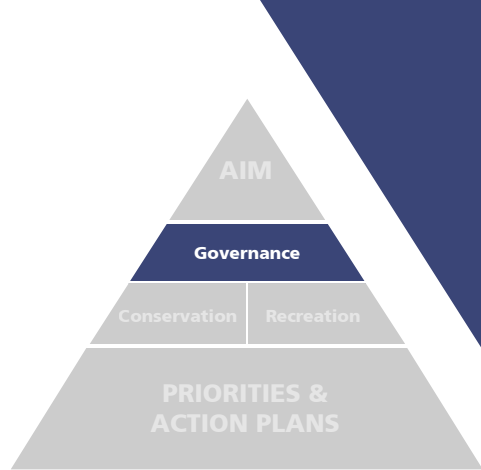 AIM
Governance
Conservation Recreation
PRIORITIES &
ACTION PLANS